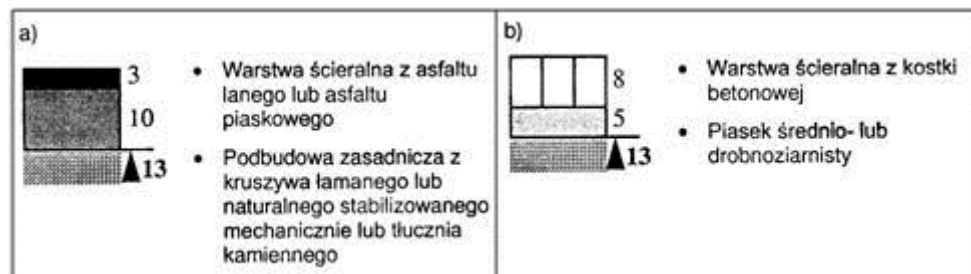 a)
3
10
13
• Warstwa ścieralna z asfaltu
lanego lub asfaltu
piaskowego
• Podbudowa zasadnicza z
kruszywa łamanego lub
naturalnego stabilizowanego
mechanicznie lub tłucznia
kamiennego
b)
8
5
13
• Warstwa ścieralna z kostki
betonowej
• Piasek średnio- lub
drobnoziarnisty